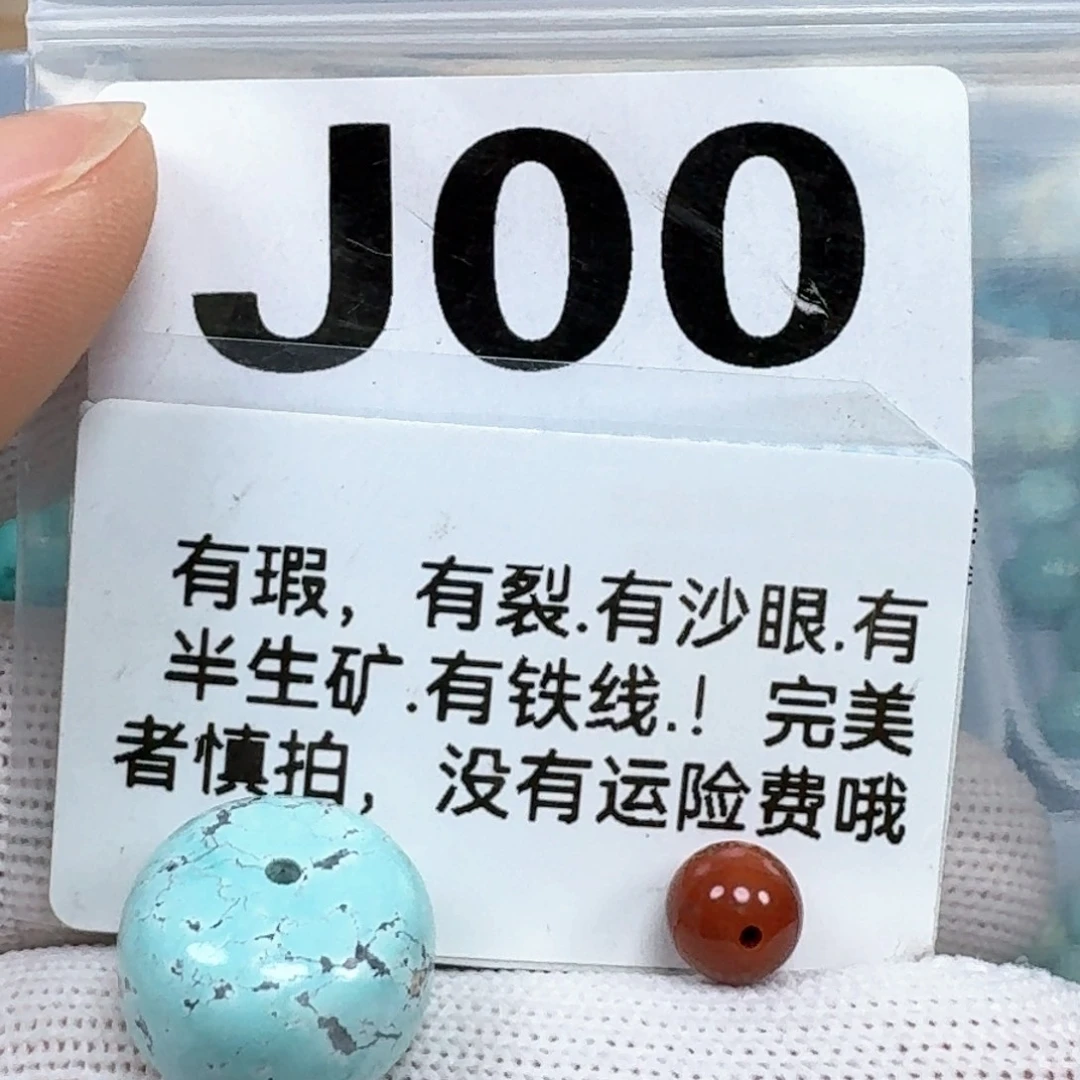 J00
有瑕，有裂.有沙眼.有
半生矿.有铁线.！完美
者慎拍，没有运险费哦